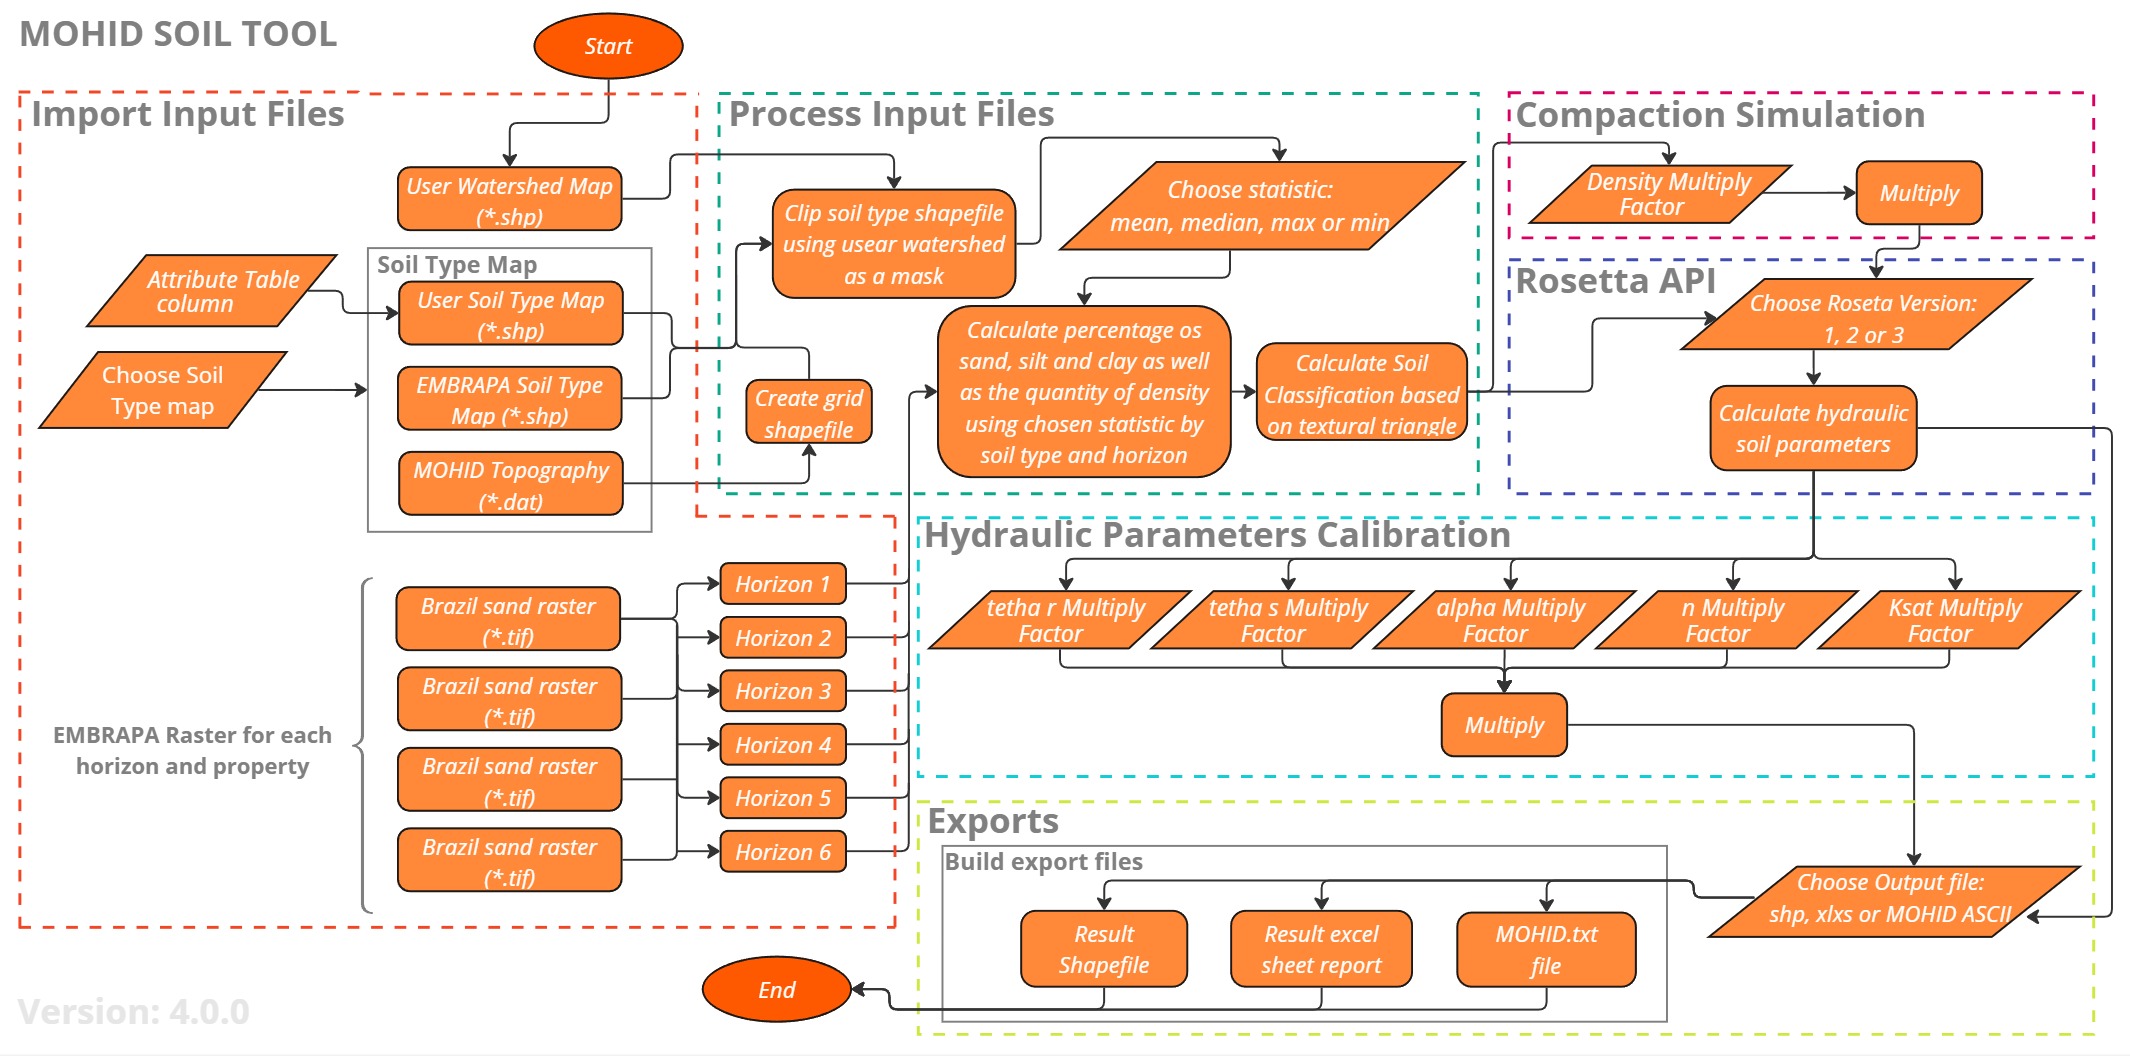 MOHID SOIL TOOL
Start
Import Input Files
User Watershed Map
(*.shp)
Attribute Table
column
Choose Soil
Type map
Soil Type Map
User Soil Type Map
(*.shp)
EMBRAPA Soil Type
Map (*.shp)
MOHID Topography
(*.dat)
EMBRAPA Raster for each
horizon and property
Brazil sand raster
(*.tif)
Brazil sand raster
(*.tif)
Brazil sand raster
(*.tif)
Brazil sand raster
(*.tif)
Horizon 1
Horizon 2
Horizon 3
Horizon 4
Horizon 5
Horizon 6
Process Input Files
Clip soil type shapefile
using usear watershed
as a mask
Create grid
shapefile
Choose statistic:
mean, median, max or min
Calculate percentage os
sand, silt and clay as well
as the quantity of density
using chosen statistic by
soil type and horizon
Calculate Soil
Classification based
on textural triangle
Compaction Simulation
Density Multiply
Factor
Multiply
Rosetta API
Choose Roseta Version:
1, 2 or 3
Calculate hydraulic
soil parameters
Hydraulic Parameters Calibration
tetha r Multiply
Factor
tetha s Multiply
Factor
alpha Multiply
Factor
n Multiply
Factor
Ksat Multiply
Factor
Multiply
Exports
Build export files
Choose Output file:
shp, xlxs or MOHID ASCII
Result
Shapefile
Result excel
sheet report
MOHID.txt
file
End
Version: 4.0.0